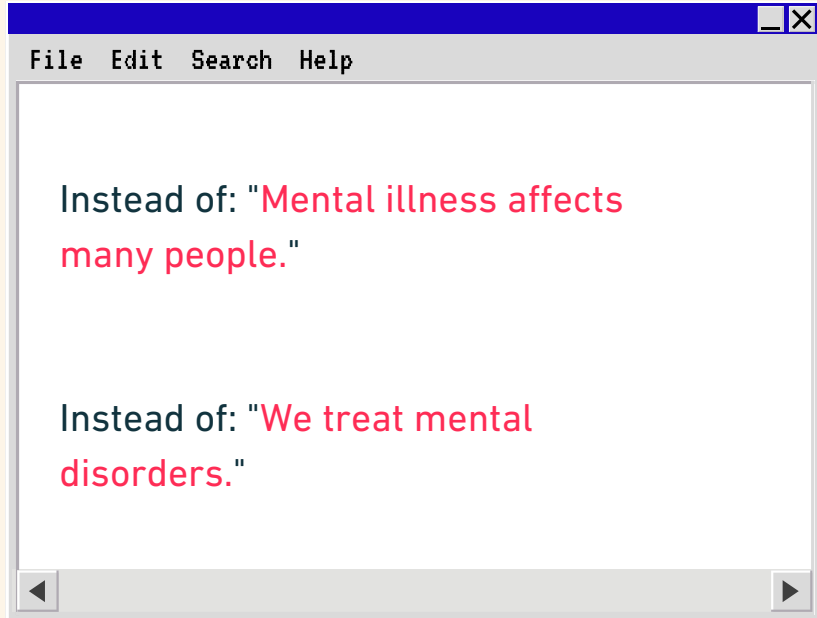 File Edit Search Help
Instead of: "Mental illness affects
many people."
Instead of: "We treat mental
disorders."